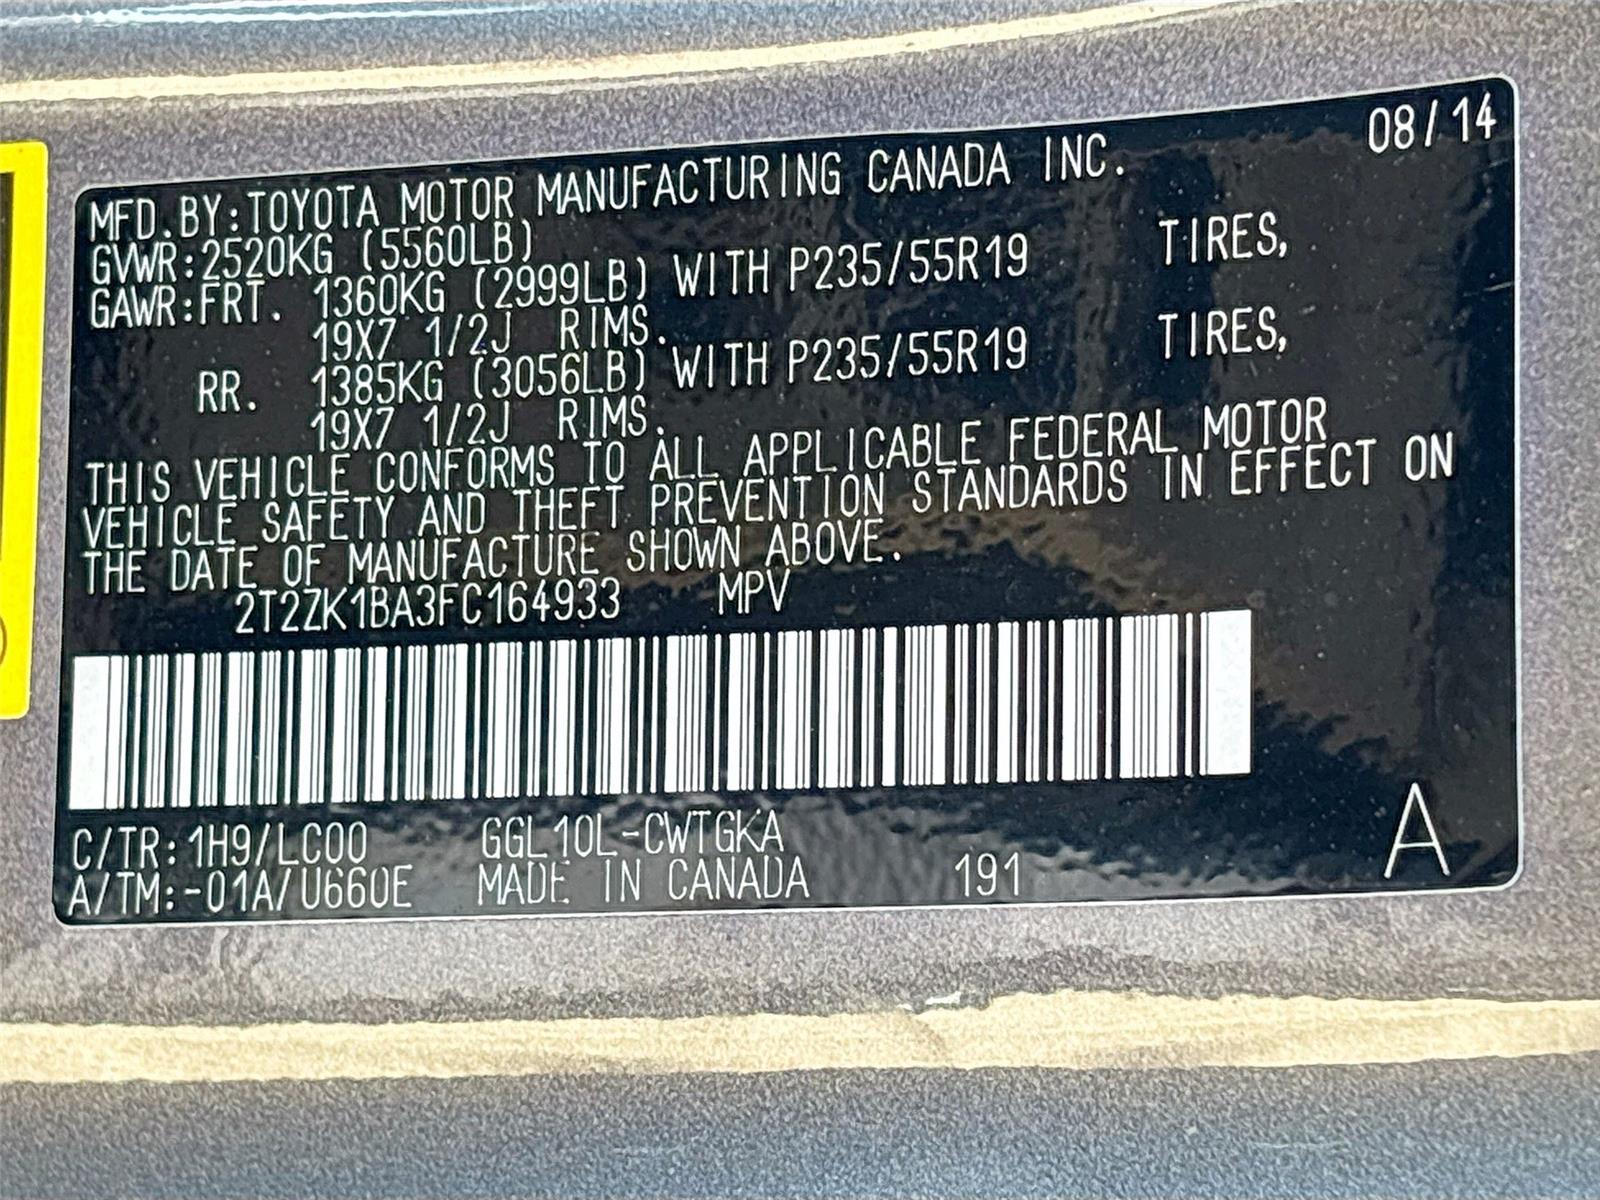 08/14
MFD.BY:TOYOTA MOTOR MANUFACTURING CANADA INC.
GVWR:2520KG (5560LB)
GAWR:FRT. 1360KG (2999LB) WITH P235/55R19 TIRES,
19X7 1/2J RIMS.
RR. 1385KG (3056LB) WITH P235/55R19 TIRES,
19X7 1/2J RIMS.
THIS VEHICLE CONFORMS TO ALL APPLICABLE FEDERAL MOTOR
VEHICLE SAFETY AND THEFT PREVENTION STANDARDS IN EFFECT ON
THE DATE OF MANUFACTURE SHOWN ABOVE.
2T2ZK1BA3FC164933 MPV
C/TR:1H9/LC00 GGL10L-CWTGKA
A/TM:-01A/U660E MADE IN CANADA 191
A